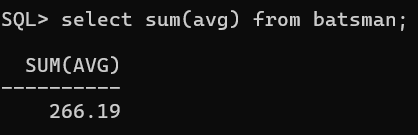 SQL> select sum(avg) from batsman;
SUM(AVG)
----------
266.19